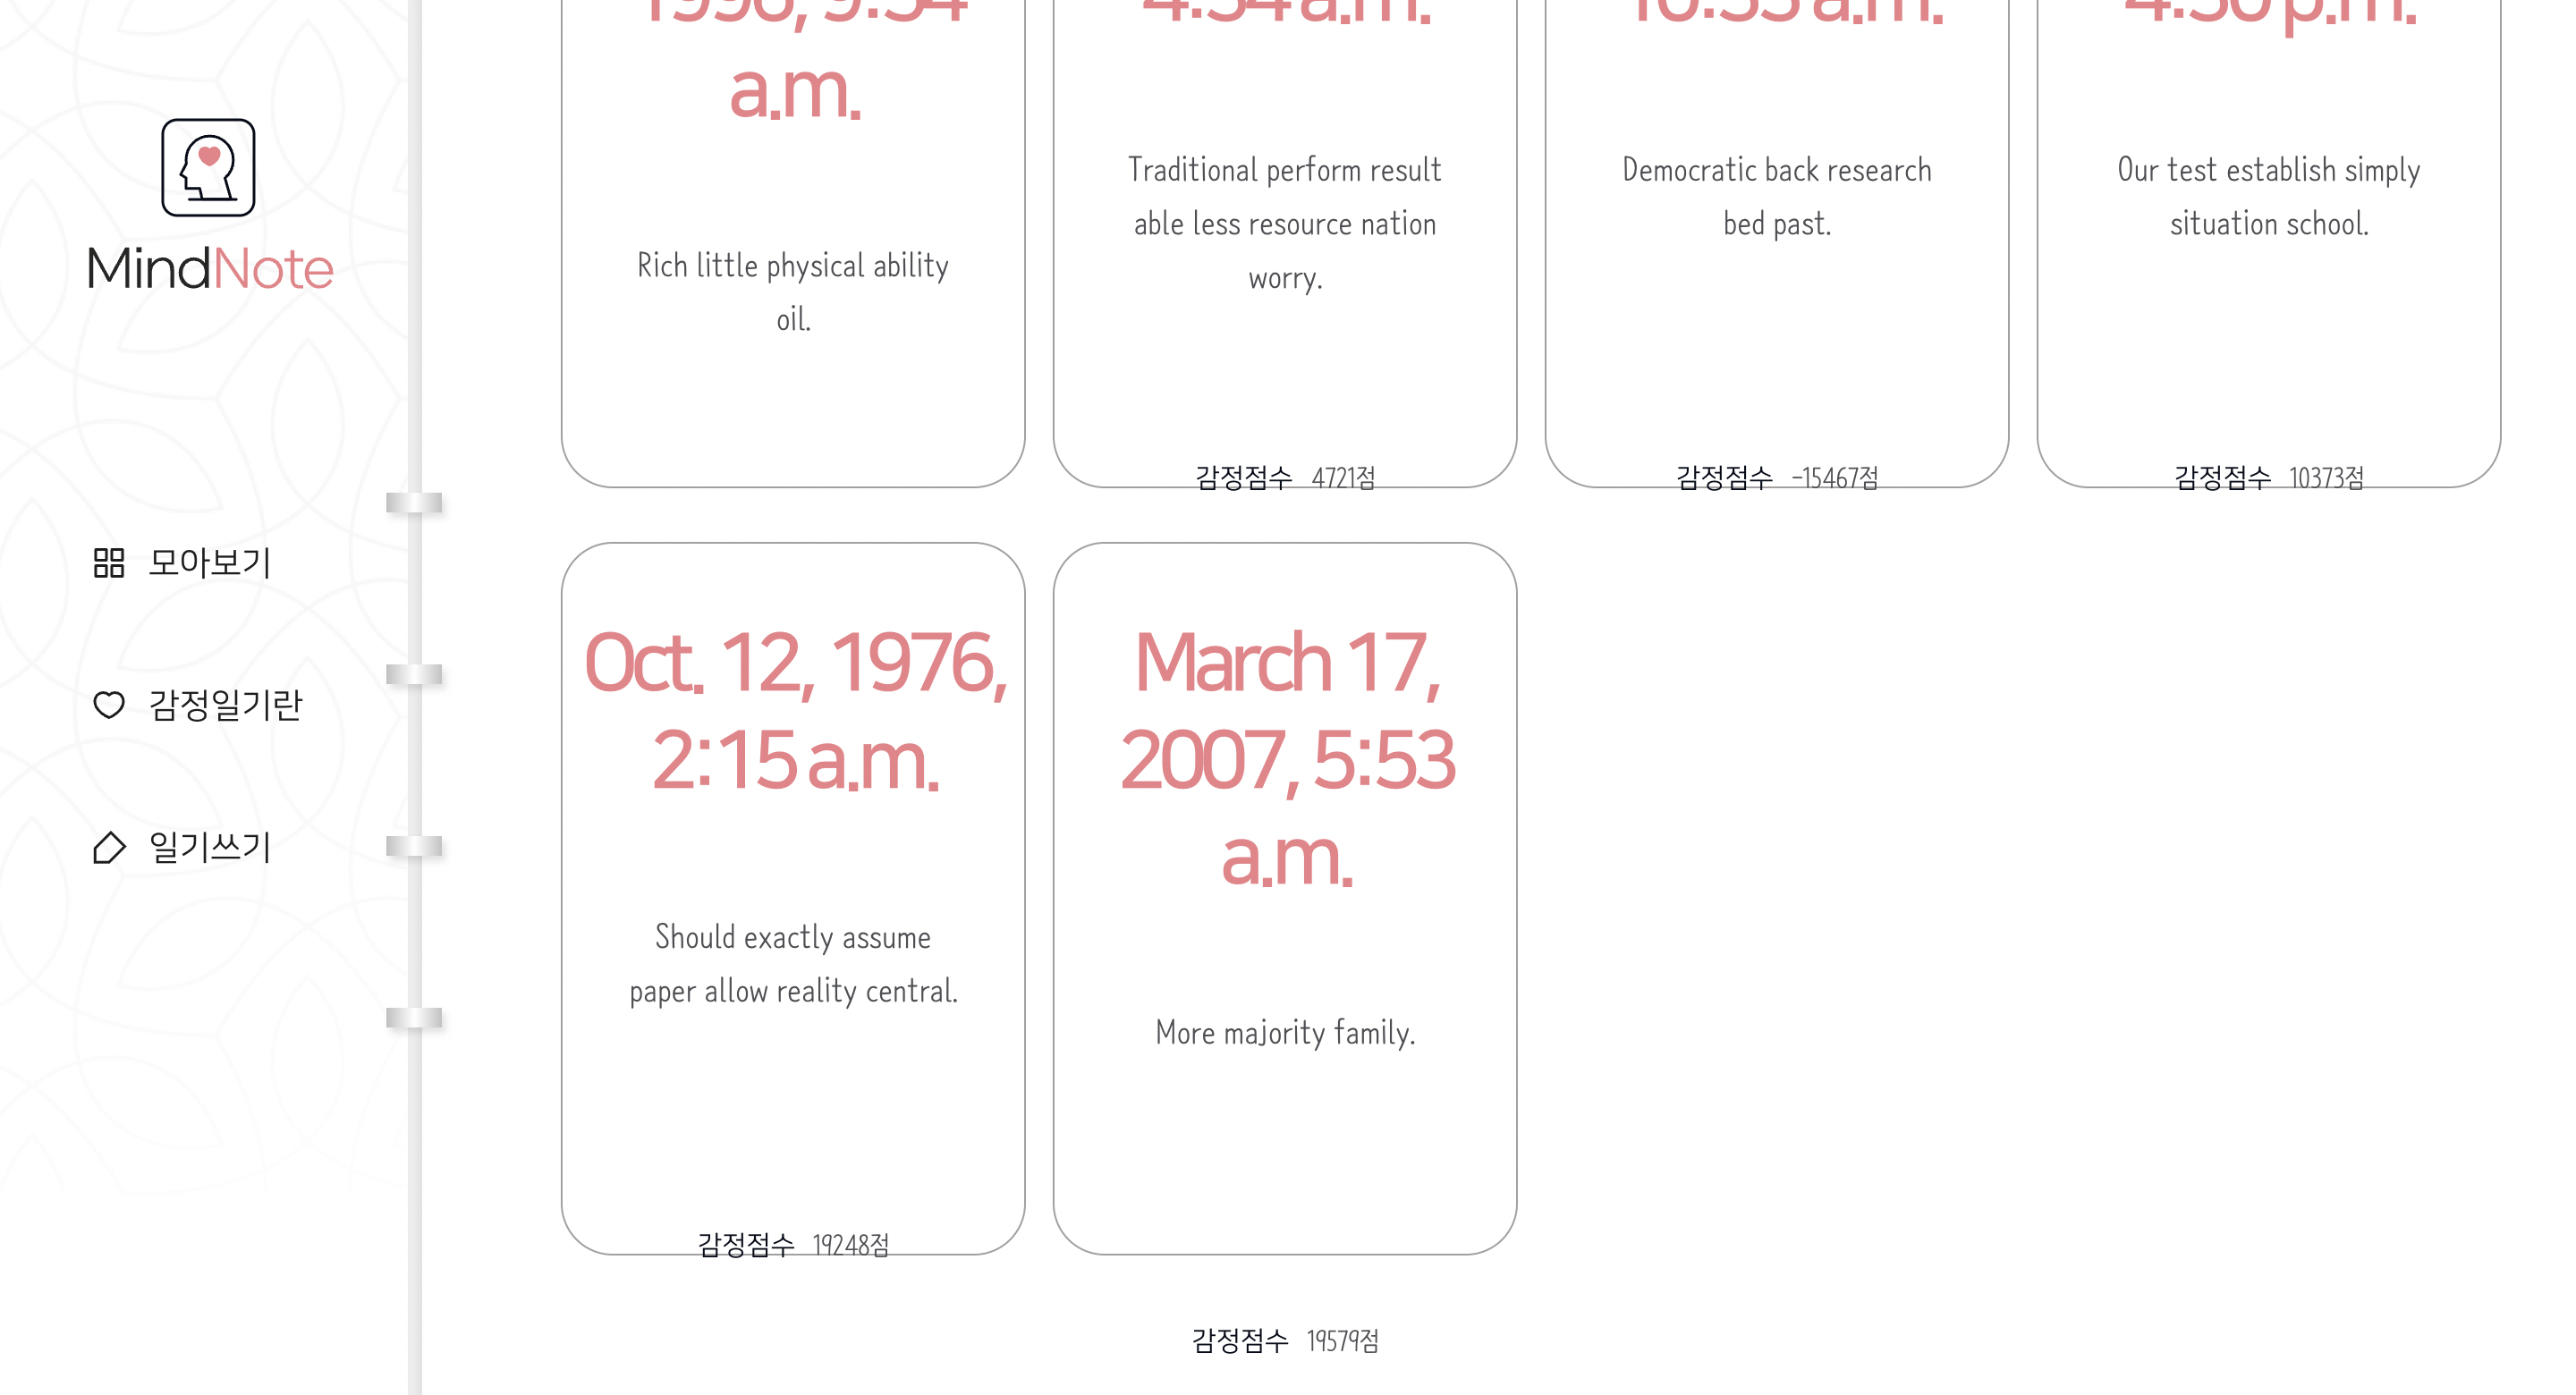 MindNote
모아보기
감정일기란
일기쓰기
1996, 9:34
a.m.
Rich little physical ability
oil.
4:34 a.m.
Traditional perform result
able less resource nation
worry.
감정점수 4721점
a.m.
Democratic back research
bed past.
감정점수 -15467점
p.m.
Our test establish simply
situation school.
감정점수 10373점
Oct. 12, 1976,
2:15 a.m.
Should exactly assume
paper allow reality central.
감정점수 19248점
March 17,
2007, 5:53
a.m.
More majority family.
감정점수 19579점